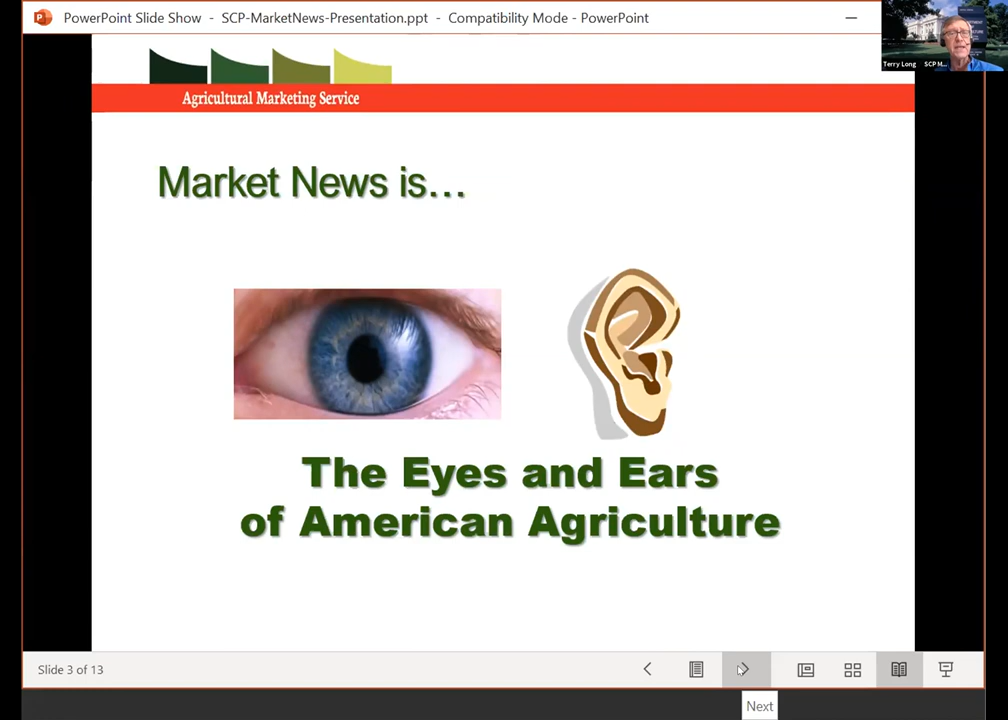 PowerPoint Slide Show - SCP-MarketNews-Presentation.ppt - Compatibility Mode - PowerPoint
Terry Long SCP M...
Agricultural Marketing Service
Market News is...
The Eyes and Ears
of American Agriculture
Slide 3 of 13
Next